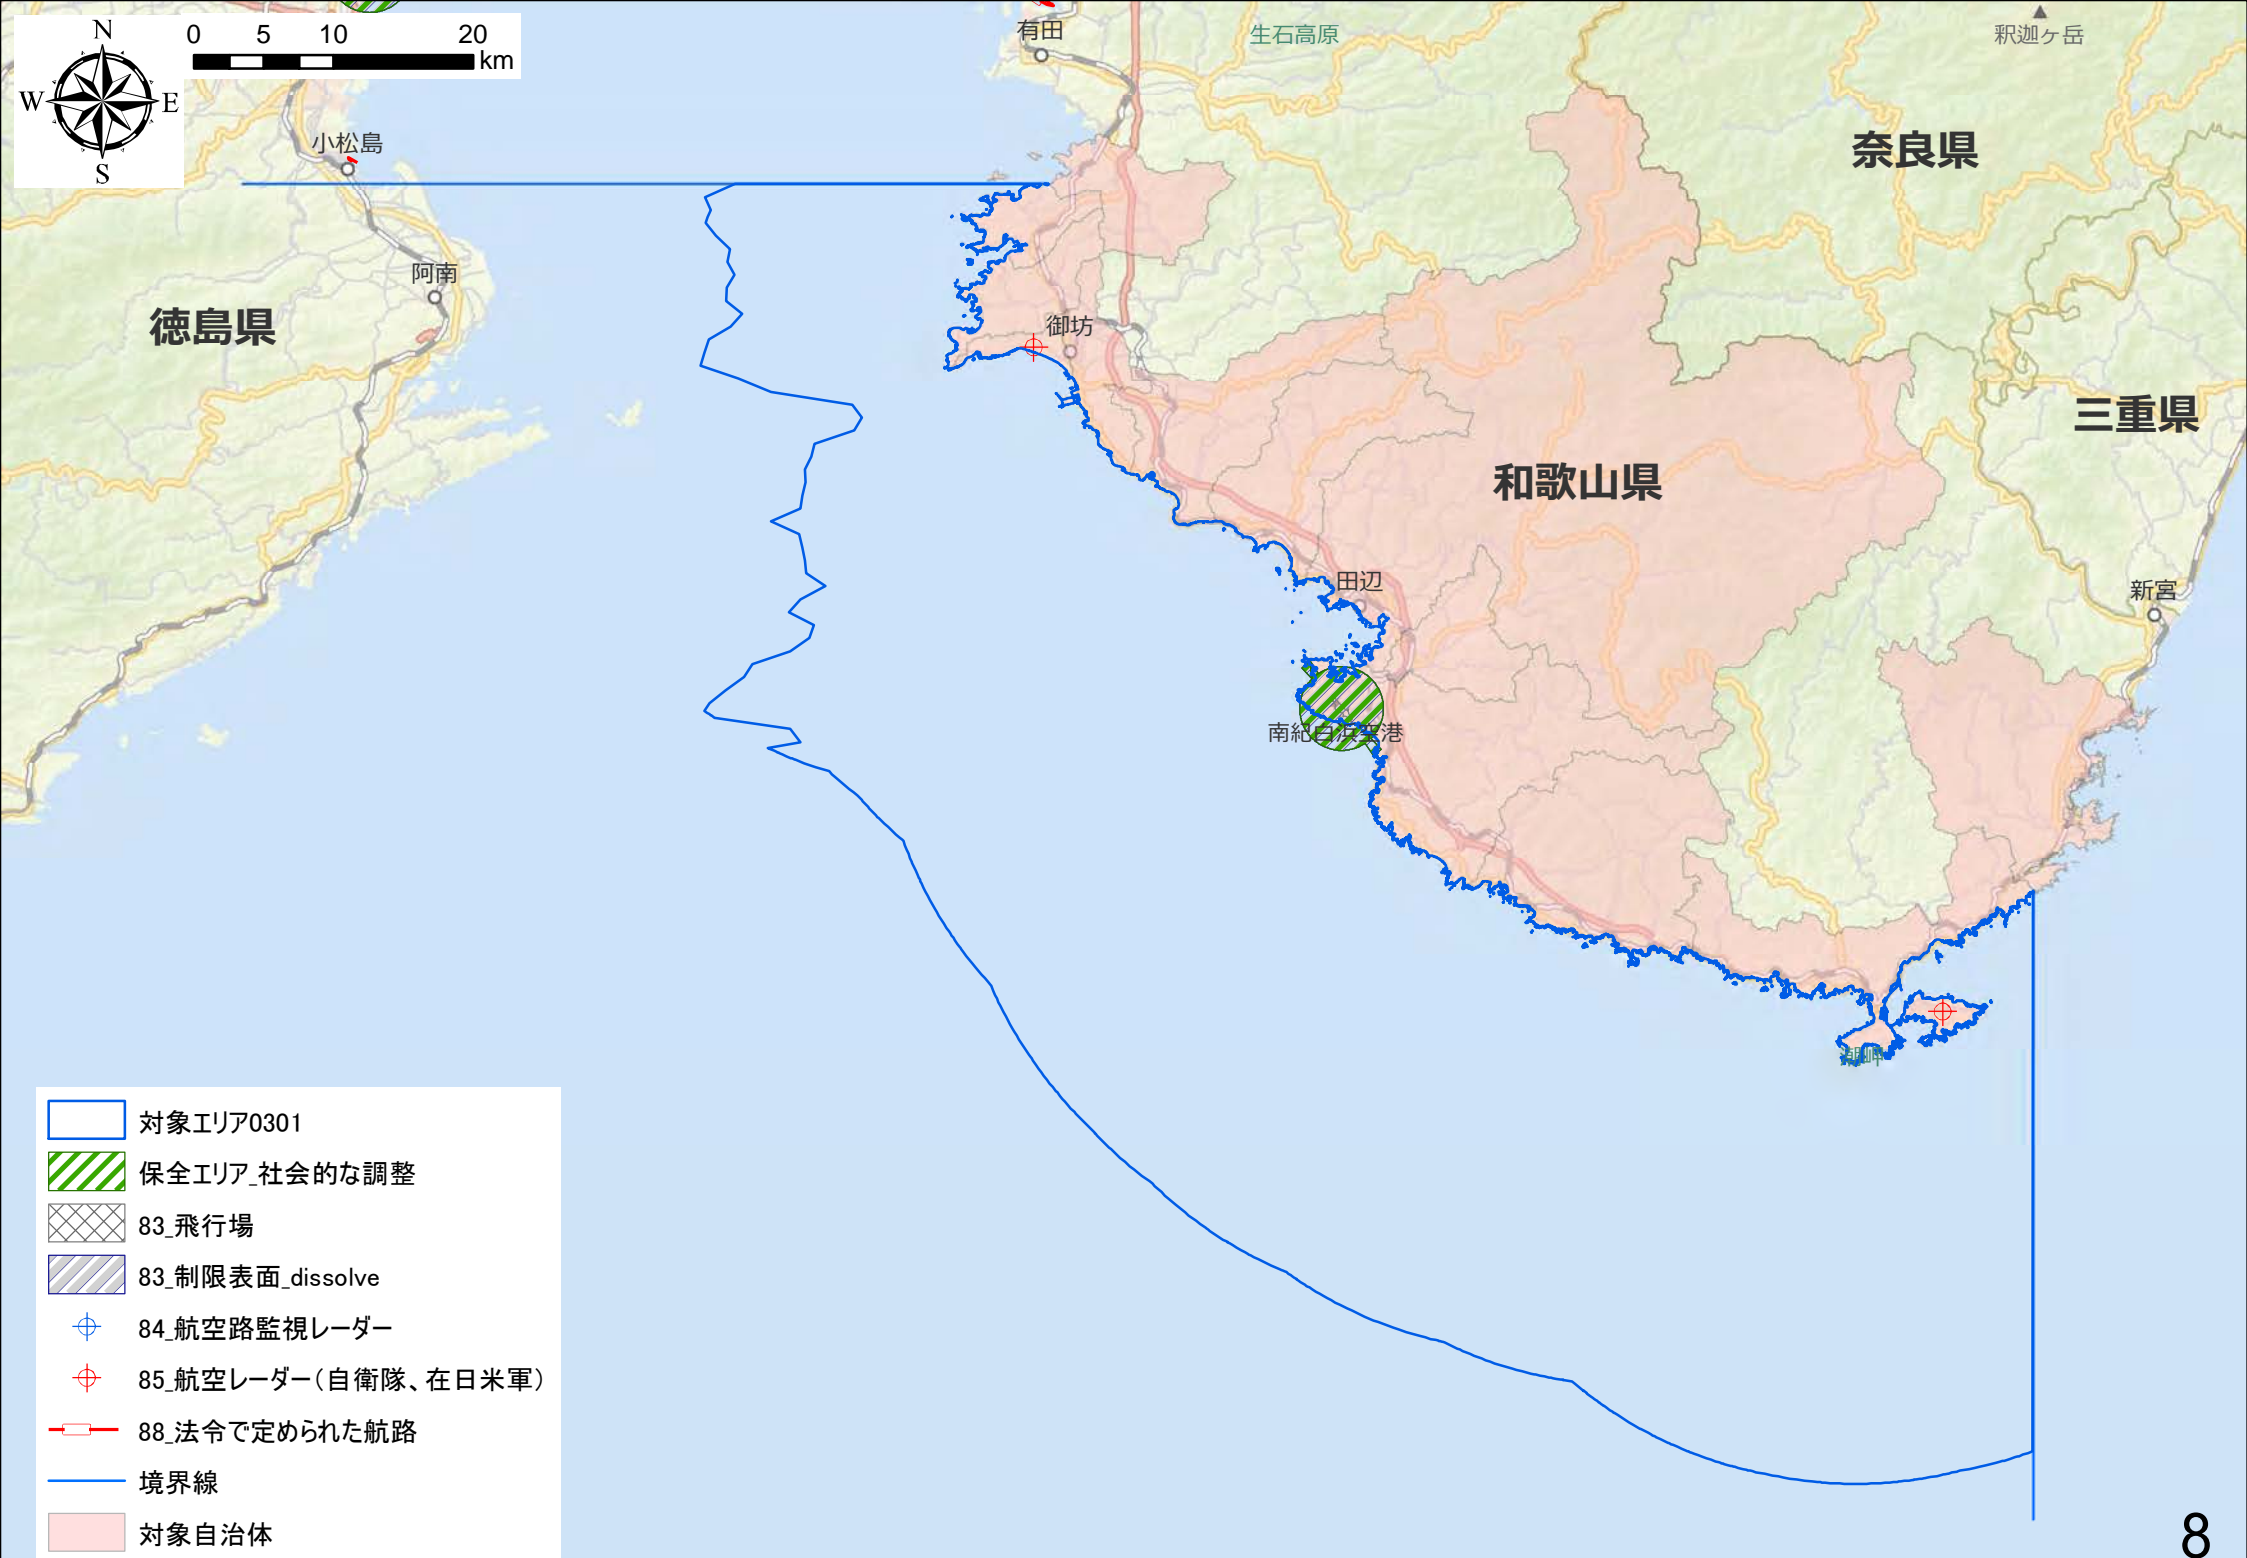 N
W
E
S
0 5 10 20
km
有田
生石高原
釈迦ヶ岳
小松島
奈良県
阿南
徳島県
御坊
三重県
和歌山県
田辺
新宮
南紀白浜空港
潮岬
対象エリア0301
保全エリア_社会的な調整
83_飛行場
83_制限表面_dissolve
84_航空路監視レーダー
85_航空レーダー(自衛隊、在日米軍)
88_法令で定められた航路
境界線
対象自治体
8